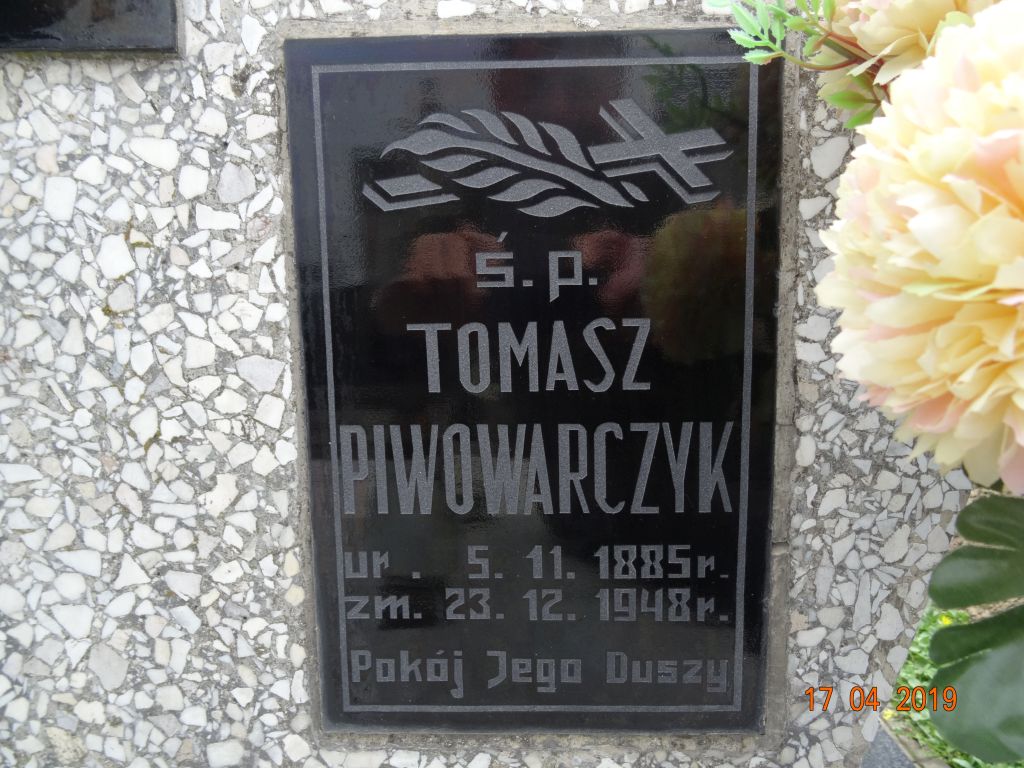 ś. p.
TOMASZ
PIWOWARCZYK
ur. 5. 11. 1885r.
zm. 23. 12. 1948r.
Pokój Jego Duszy
17 04 2019